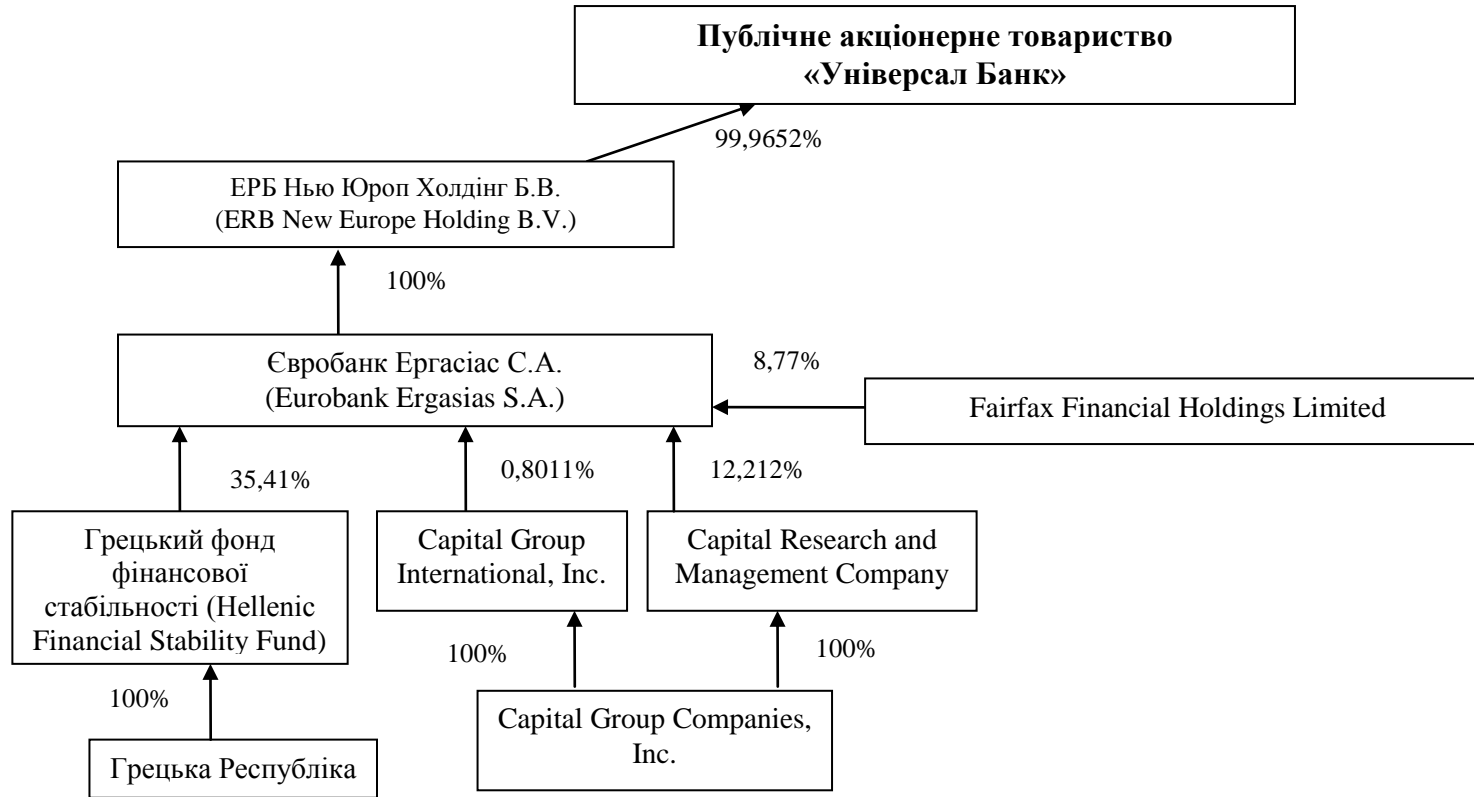 Публічне акціонерне товариство
«Універсал Банк»
99,9652%
ЕРБ Нью Юроп Холдінг Б.В.
(ERB New Europe Holding B.V.)
100%
Євробанк Ергасіас С.А.
(Eurobank Ergasias S.A.)
8,77%
Fairfax Financial Holdings Limited
35,41%
0,8011%
12,212%
Грецький фонд
фінансової
стабільності (Hellenic
Financial Stability Fund)
Capital Group
International, Inc.
Capital Research and
Management Company
100%
100%
100%
Грецька Республіка
Capital Group Companies,
Inc.